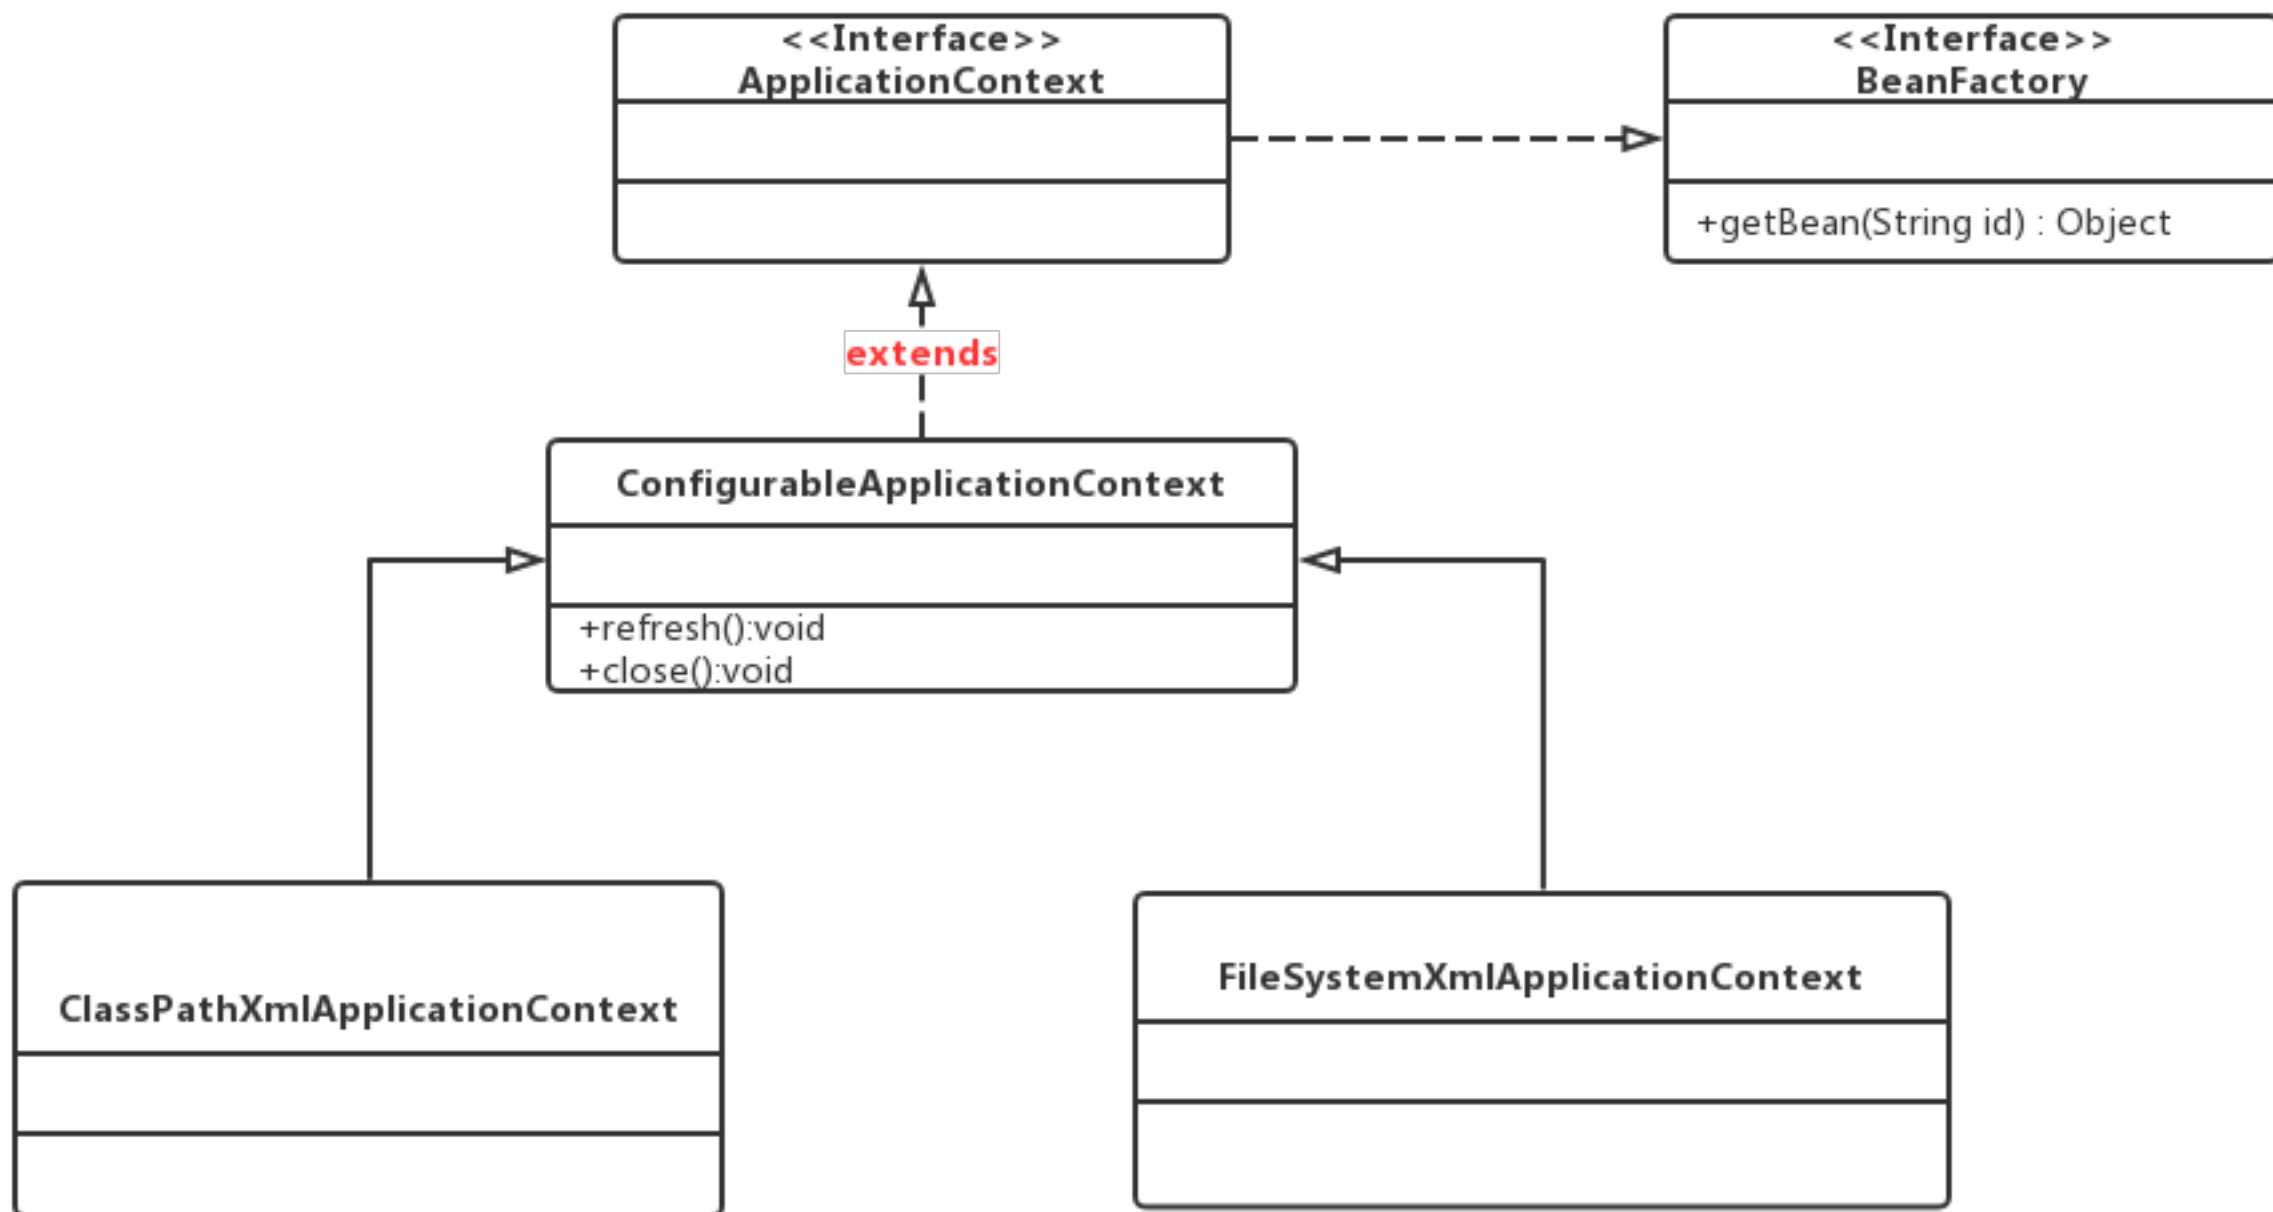 <<Interface>>
ApplicationContext
<<Interface>>
BeanFactory
+getBean(String id) : Object
extends
ConfigurableApplicationContext
+refresh():void
+close():void
ClassPathXmlApplicationContext
FileSystemXmlApplicationContext